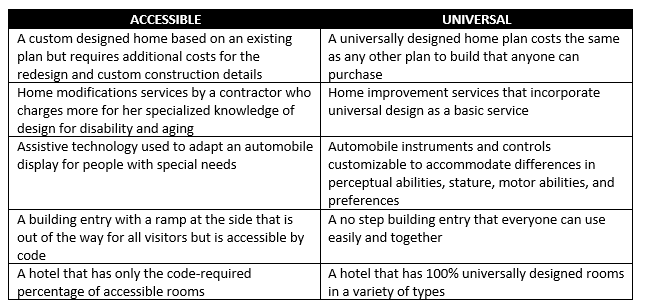 ACCESSIBLE
UNIVERSAL
A custom designed home based on an existing
plan but requires additional costs for the
redesign and custom construction details
A universally designed home plan costs the same
as any other plan to build that anyone can
purchase
Home modifications services by a contractor who
charges more for her specialized knowledge of
design for disability and aging
Home improvement services that incorporate
universal design as a basic service
Assistive technology used to adapt an automobile
display for people with special needs
Automobile instruments and controls
customizable to accommodate differences in
perceptual abilities, stature, motor abilities, and
preferences
A building entry with a ramp at the side that is
out of the way for all visitors but is accessible by
code
A no step building entry that everyone can use
easily and together
A hotel that has only the code-required
percentage of accessible rooms
A hotel that has 100% universally designed rooms
in a variety of types